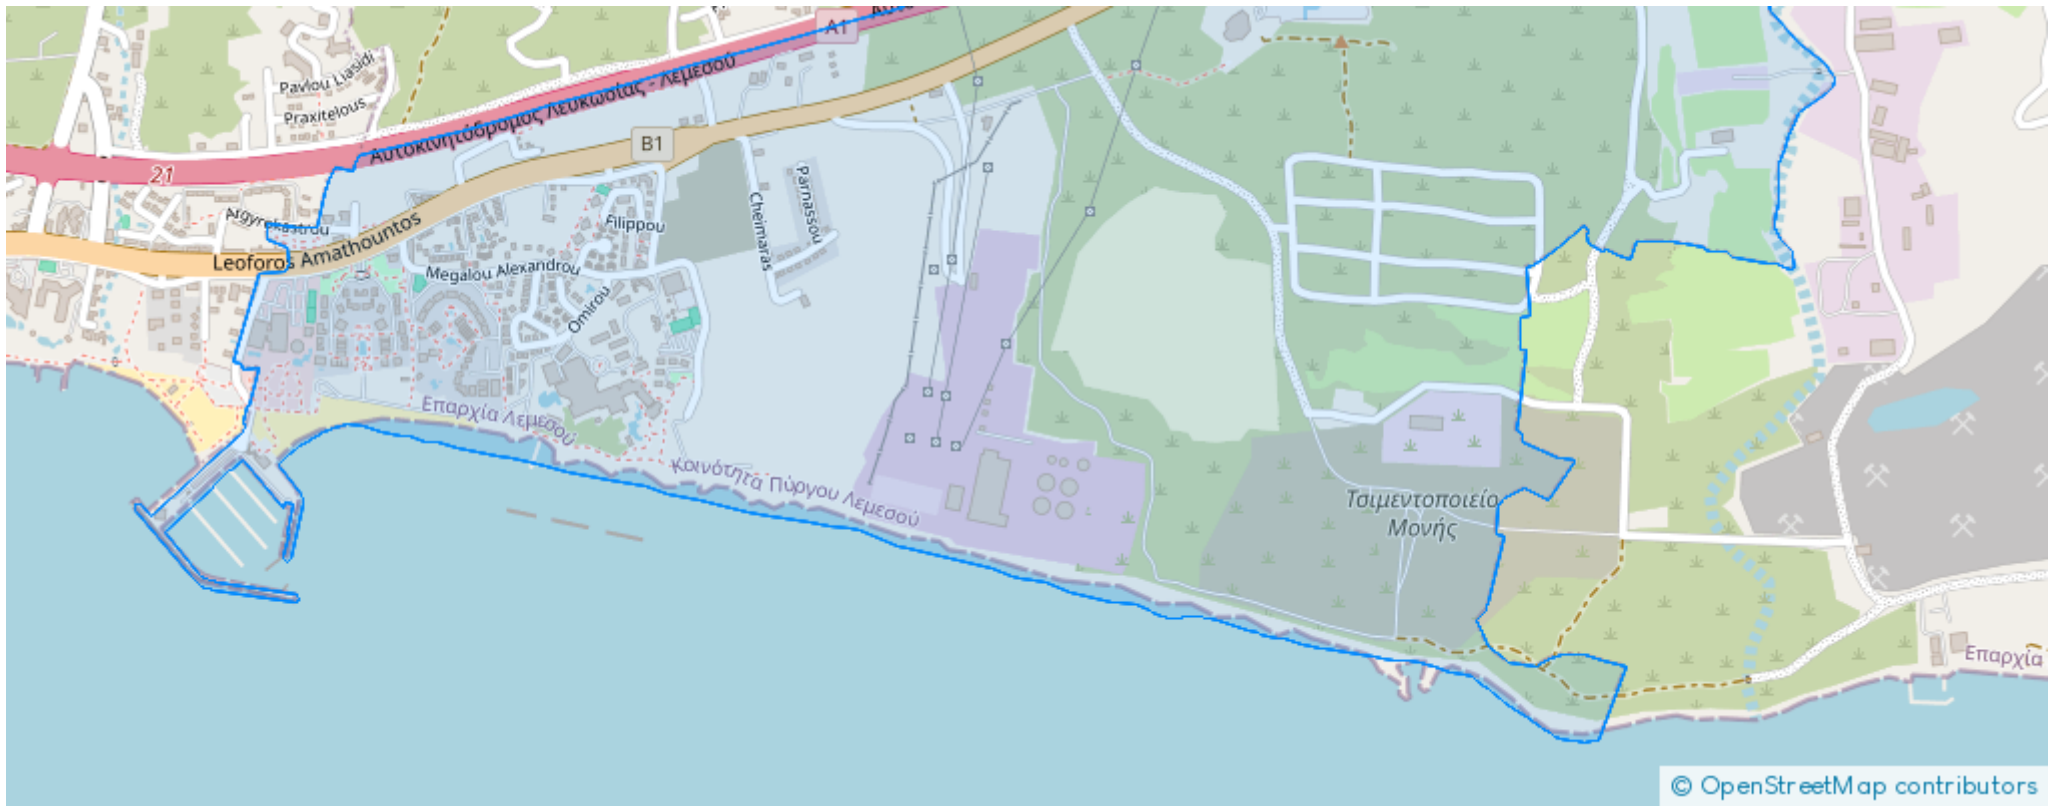 A1
Αυτοκινητόδρομος Λευκωσίας - Λεμεσού
Pavlou Liasidi
Praxitelous
21
B1
Argyrokastrou
Leoforos Amathountos
Filippou
Parnassou
Cheimaras
Megalou Alexandrou
Omirou
Επαρχία Λεμεσού
Κοινότητα Πύργου Λεμεσού
Τσιμεντοποιείο
Μονής
Επαρχία
© OpenStreetMap contributors